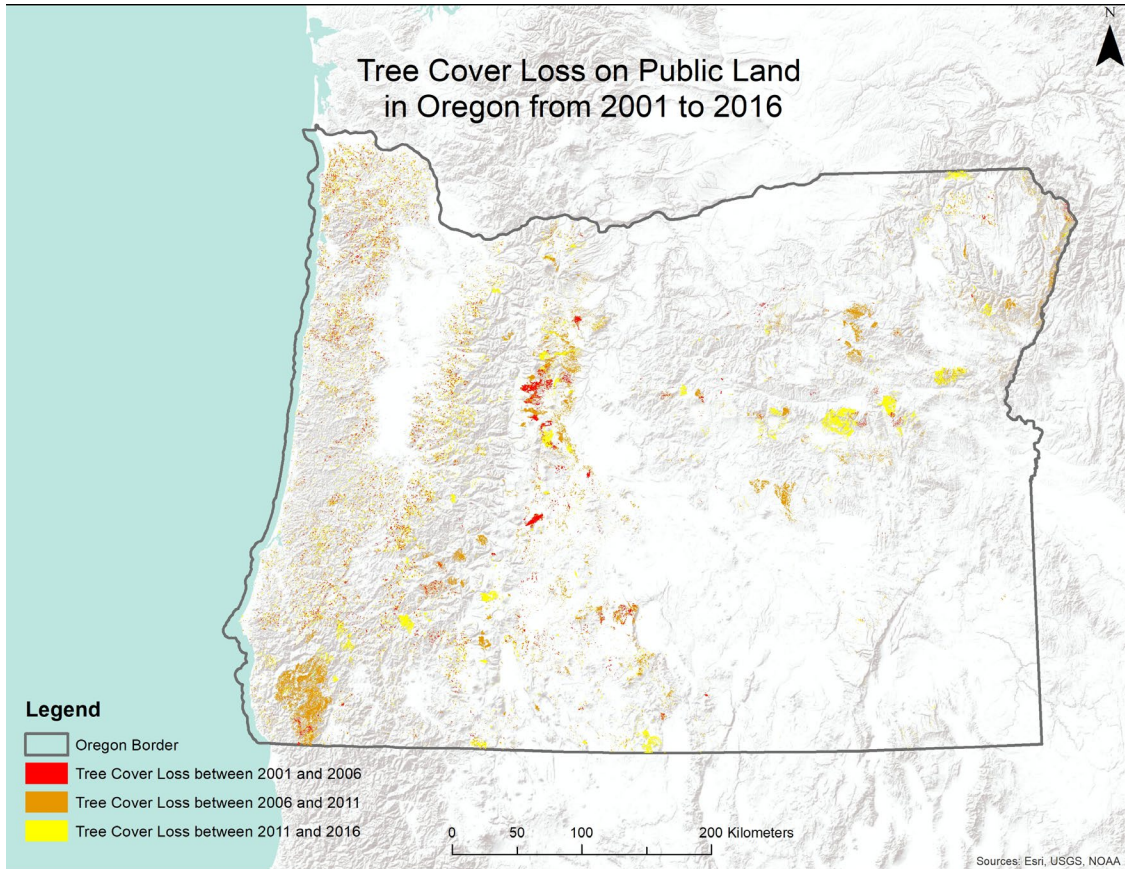 N
Tree Cover Loss on Public Land
in Oregon from 2001 to 2016
Legend
Oregon Border
Tree Cover Loss between 2001 and 2006
Tree Cover Loss between 2006 and 2011
Tree Cover Loss between 2011 and 2016
0 50 100 200 Kilometers
Sources: Esri, USGS, NOAA